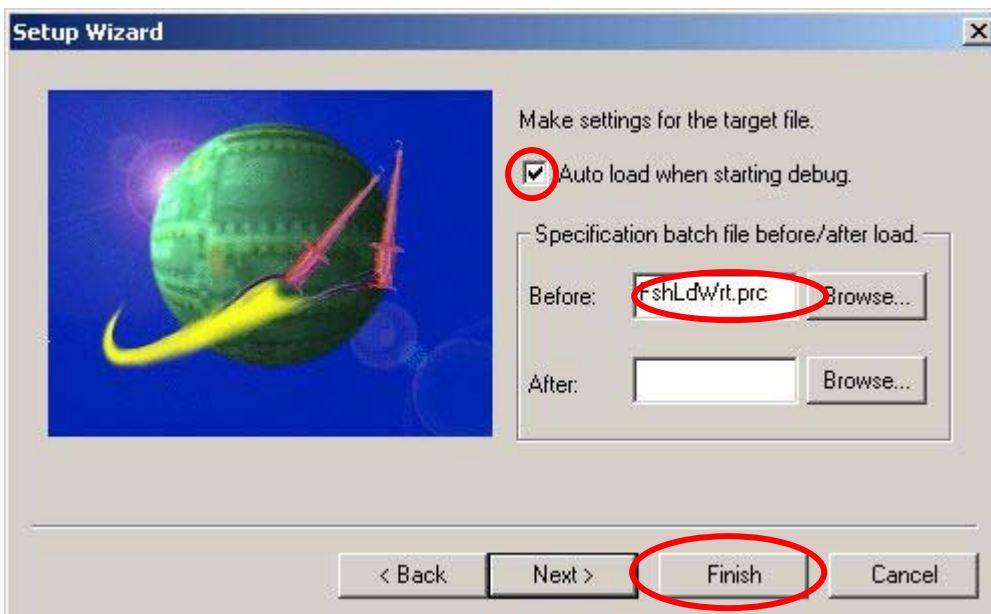 Setup Wizard
Make settings for the target file.
Auto load when starting debug.
Specification batch file before/after load.
Before: FshLdWrt.prc Browse...
After: Browse...
< Back Next > Finish Cancel